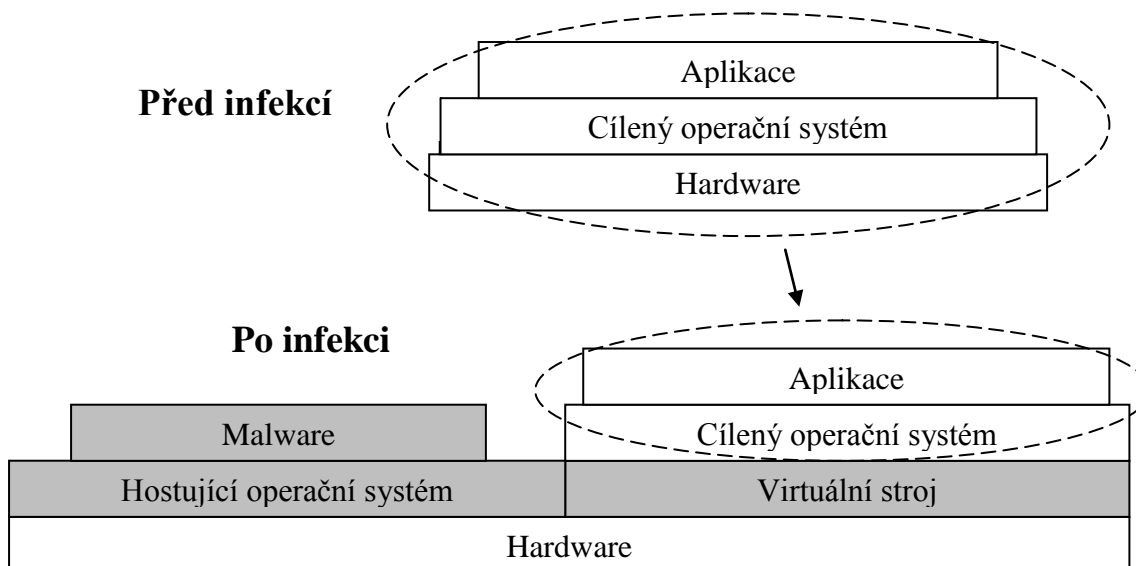 Aplikace
Před infekcí
Cílený operační systém
Hardware
Po infekci
Aplikace
Malware
Cílený operační systém
Hostující operační systém
Virtuální stroj
Hardware